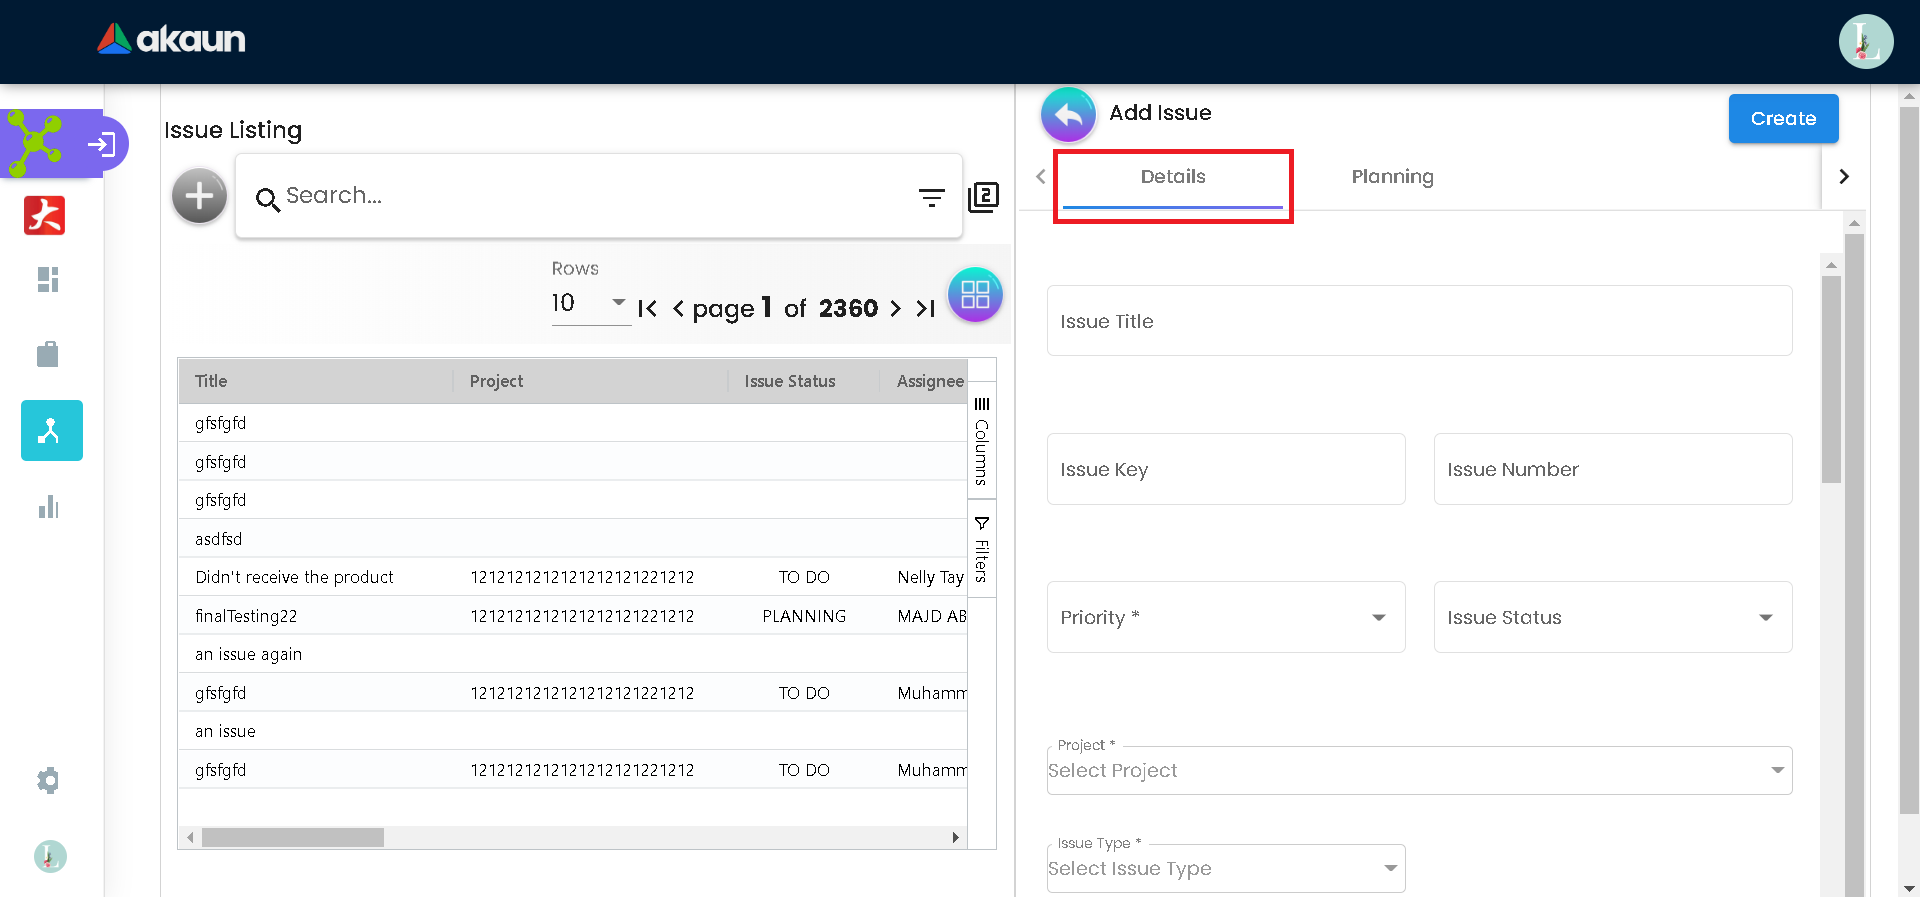 akaun
Issue Listing
Search...
2
Rows
10
page 1 of 2360
Title Project Issue Status Assignee
gfsfgfd
gfsfgfd
gfsfgfd
asdfsd
Didn't receive the product 1212121212121212121221212 TO DO Nelly Tay
finalTesting22 1212121212121212121221212 PLANNING MAJD AB
an issue again
gfsfgfd 1212121212121212121221212 TO DO Muhamm
an issue
gfsfgfd 1212121212121212121221212 TO DO Muhamm
Columns
Filters
Add Issue
Create
Details Planning
Issue Title
Issue Key Issue Number
Priority * Issue Status
Project *
Select Project
Issue Type *
Select Issue Type